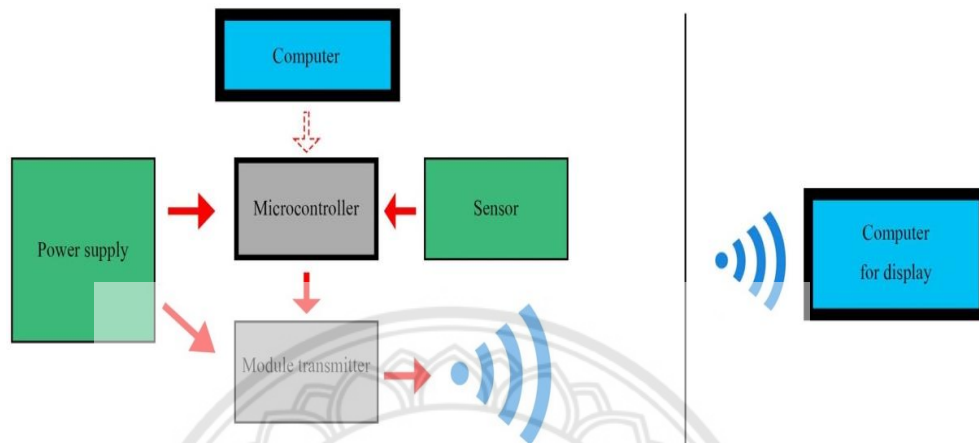 Computer
Microcontroller
Sensor
Power supply
Module transmitter
Computer
for display